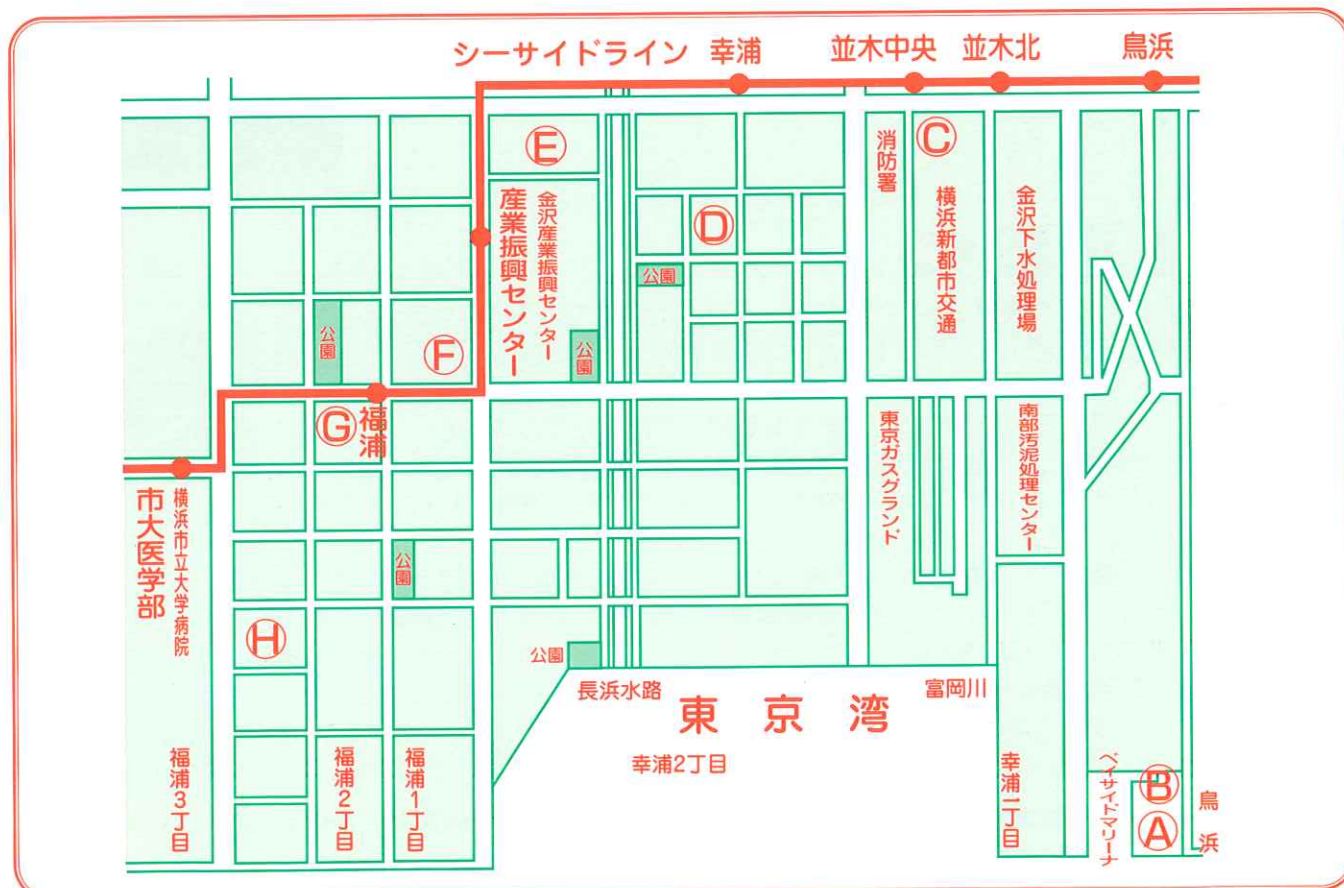 シーサイドライン
幸浦
並木中央
並木北
鳥浜
Ⓔ
消防署
Ⓒ
横浜新都市交通
金沢下水処理場
金沢産業振興センター
産業振興センター
Ⓓ
公園
公園
公園
Ⓕ
Ⓖ
福浦
東京ガスグランド
南部汚泥処理センター
横浜市立大学病院
市大医学部
公園
Ⓗ
公園
長浜水路
富岡川
東京湾
幸浦2丁目
福浦3丁目
福浦2丁目
福浦1丁目
幸浦一丁目
ベイサイドマリーナ
Ⓑ
Ⓐ
鳥浜